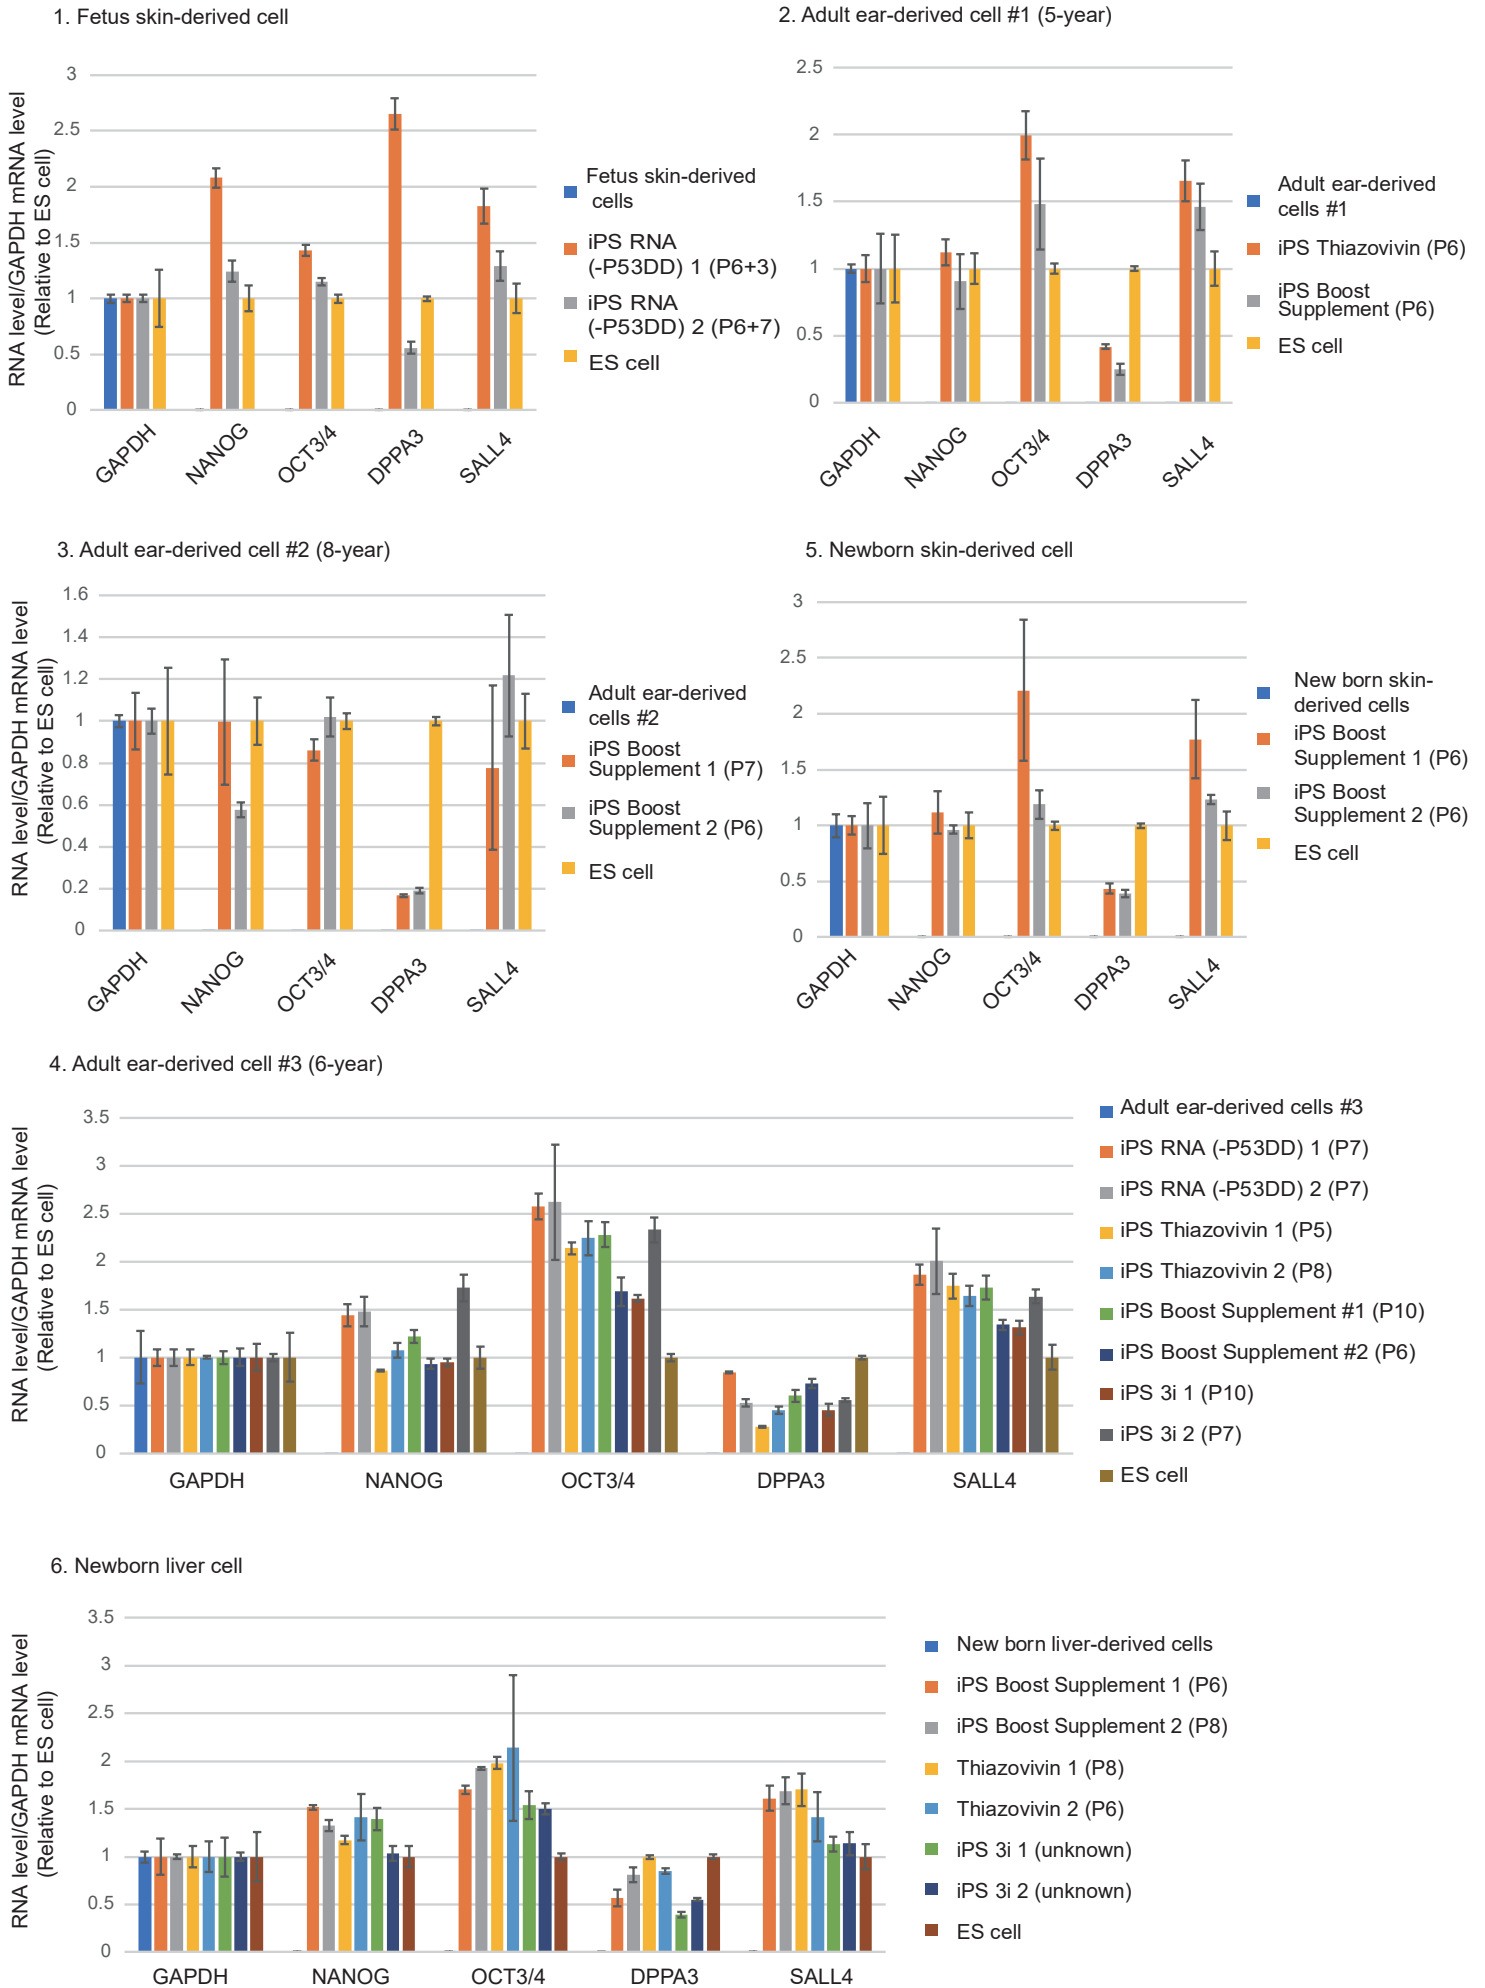 1. Fetus skin-derived cell
RNA level/GAPDH mRNA level
(Relative to ES cell)
3
2.5
2
1.5
1
0.5
0
GAPDH
NANOG
OCT3/4
DPPA3
SALL4
Fetus skin-derived
cells
iPS RNA
(-P53DD) 1 (P6+3)
iPS RNA
(-P53DD) 2 (P6+7)
ES cell
2. Adult ear-derived cell #1 (5-year)
2.5
2
1.5
1
0.5
0
GAPDH
NANOG
OCT3/4
DPPA3
SALL4
Adult ear-derived
cells #1
iPS Thiazovivin (P6)
iPS Boost
Supplement (P6)
ES cell
3. Adult ear-derived cell #2 (8-year)
RNA level/GAPDH mRNA level
(Relative to ES cell)
1.6
1.4
1.2
1
0.8
0.6
0.4
0.2
0
GAPDH
NANOG
OCT3/4
DPPA3
SALL4
Adult ear-derived
cells #2
iPS Boost
Supplement 1 (P7)
iPS Boost
Supplement 2 (P6)
ES cell
5. Newborn skin-derived cell
3
2.5
2
1.5
1
0.5
0
GAPDH
NANOG
OCT3/4
DPPA3
SALL4
New born skin-
derived cells
iPS Boost
Supplement 1 (P6)
iPS Boost
Supplement 2 (P6)
ES cell
4. Adult ear-derived cell #3 (6-year)
RNA level/GAPDH mRNA level
(Relative to ES cell)
3.5
3
2.5
2
1.5
1
0.5
0
GAPDH
NANOG
OCT3/4
DPPA3
SALL4
Adult ear-derived cells #3
iPS RNA (-P53DD) 1 (P7)
iPS RNA (-P53DD) 2 (P7)
iPS Thiazovivin 1 (P5)
iPS Thiazovivin 2 (P8)
iPS Boost Supplement #1 (P10)
iPS Boost Supplement #2 (P6)
iPS 3i 1 (P10)
iPS 3i 2 (P7)
ES cell
6. Newborn liver cell
RNA level/GAPDH mRNA level
(Relative to ES cell)
3.5
3
2.5
2
1.5
1
0.5
0
GAPDH
NANOG
OCT3/4
DPPA3
SALL4
New born liver-derived cells
iPS Boost Supplement 1 (P6)
iPS Boost Supplement 2 (P8)
Thiazovivin 1 (P8)
Thiazovivin 2 (P6)
iPS 3i 1 (unknown)
iPS 3i 2 (unknown)
ES cell